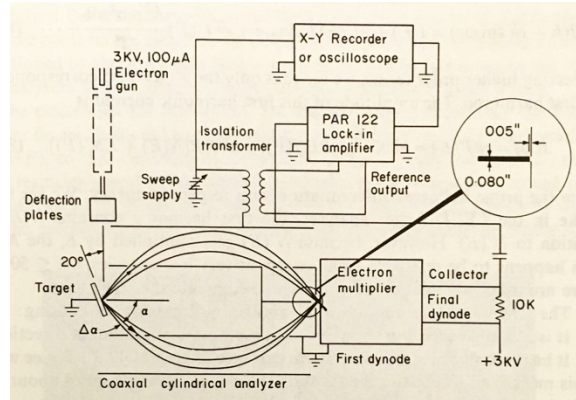 X-Y Recorder
or oscilloscope
3KV, 100μA
Electron
gun
PAR 122
Lock-in
amplifier
Isolation
transformer
.005"
0.080"
Sweep
supply
Reference
output
Deflection
plates
20°
Target
α
Δα
Electron
multiplier
Collector
Final
dynode
10K
First dynode
+3KV
Coaxial cylindrical analyzer